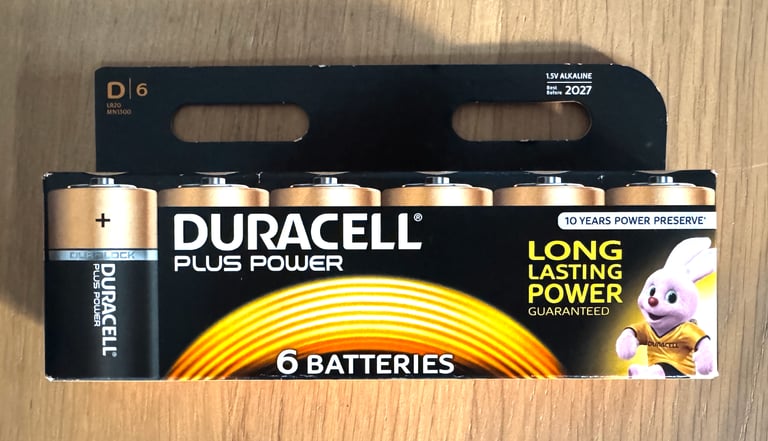 D|6
LR20
MN1300
1.5V ALKALINE
Best
Before 2027
+
DURALOCK
DURACELL®
PLUS POWER
DURACELL®
PLUS POWER
6 BATTERIES
10 YEARS POWER PRESERVE*
LONG
LASTING
POWER
GUARANTEED
DURACELL